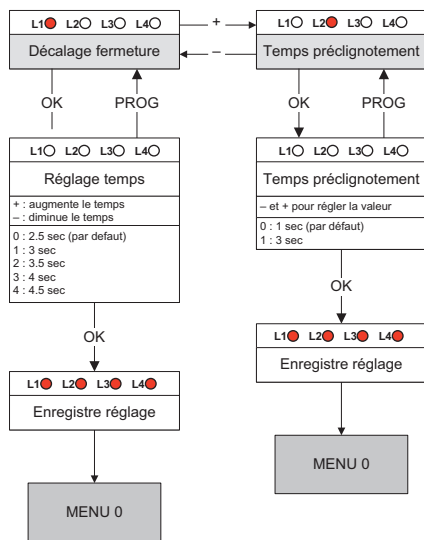 L1 L2 L3 L4
Décalage fermeture
+
–
L1 L2 L3 L4
Temps préclignotement
OK
PROG
OK
PROG
L1 L2 L3 L4
Réglage temps
+ : augmente le temps
– : diminue le temps
0 : 2.5 sec (par defaut)
1 : 3 sec
2 : 3.5 sec
3 : 4 sec
4 : 4.5 sec
OK
L1 L2 L3 L4
Enregistre réglage
MENU 0
L1 L2 L3 L4
Temps préclignotement
– et + pour régler la valeur
0 : 1 sec (par défaut)
1 : 3 sec
OK
L1 L2 L3 L4
Enregistre réglage
MENU 0